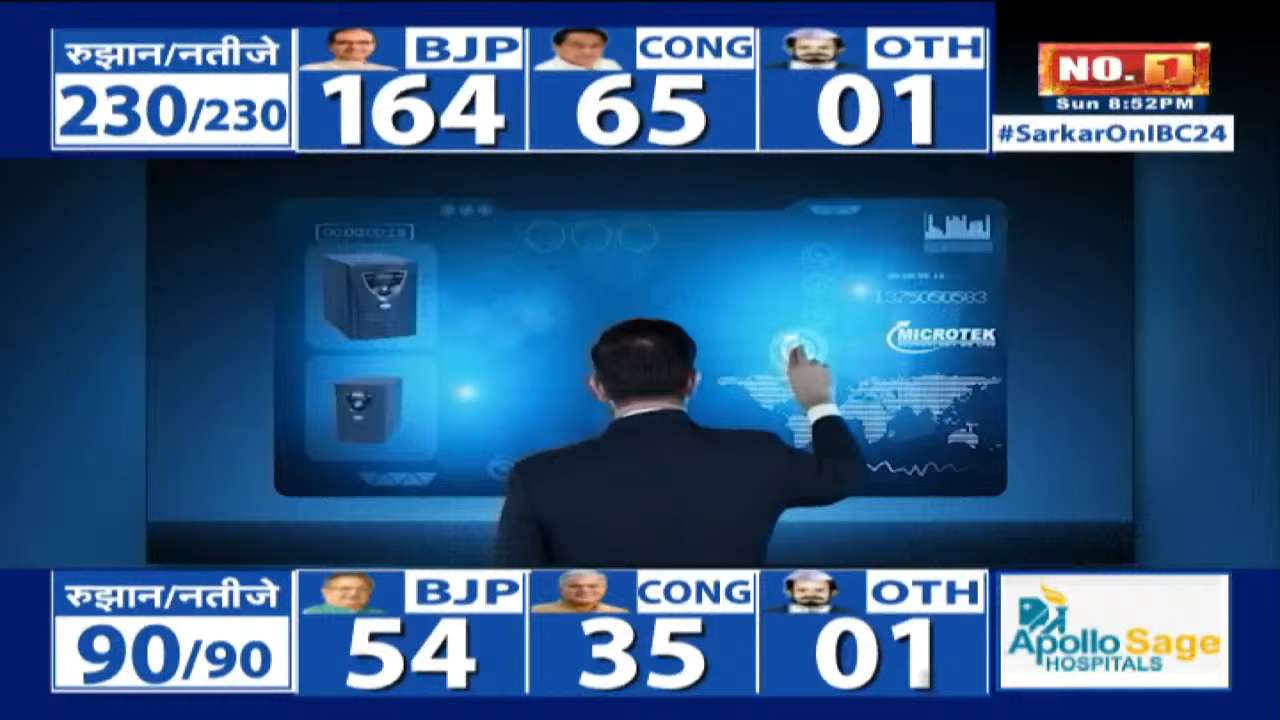 रुझान/नतीजे
230/230
BJP
164
CONG
65
OTH
01
NO. 1
Sun 8:52PM
#SarkarOnIBC24
1375050583
MICROTEK
रुझान/नतीजे
90/90
BJP
54
CONG
35
OTH
01
Apollo Sage
HOSPITALS